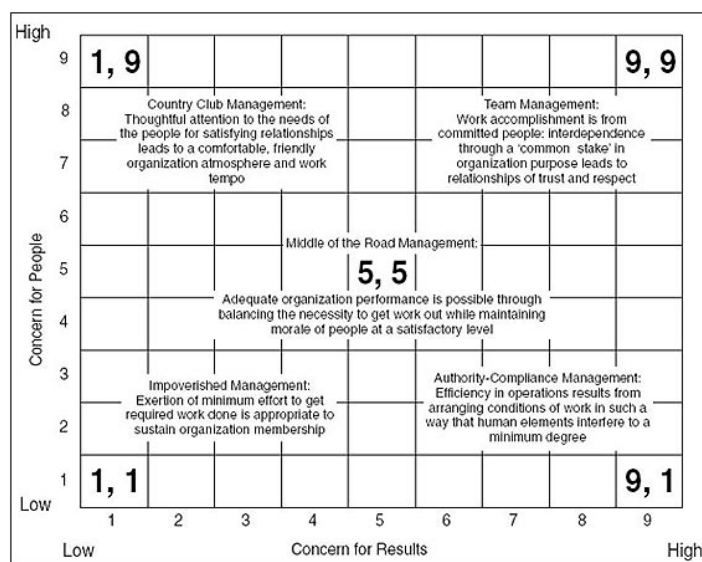 High
9
1, 9
9, 9
8
Country Club Management:
Thoughtful attention to the needs of
the people for satisfying relationships
leads to a comfortable, friendly
organization atmosphere and work
tempo
Team Management:
Work accomplishment is from
committed people: interdependence
through a 'common stake' in
organization purpose leads to
relationships of trust and respect
7
6
Concern for People
5
Middle of the Road Management:
5, 5
Adequate organization performance is possible through
balancing the necessity to get work out while maintaining
morale of people at a satisfactory level
4
3
Impoverished Management:
Exertion of minimum effort to get
required work done is appropriate to
sustain organization membership
Authority-Compliance Management:
Efficiency in operations results from
arranging conditions of work in such a
way that human elements interfere to a
minimum degree
2
1
1, 1
9, 1
Low
1 2 3 4 5 6 7 8 9
Low Concern for Results High